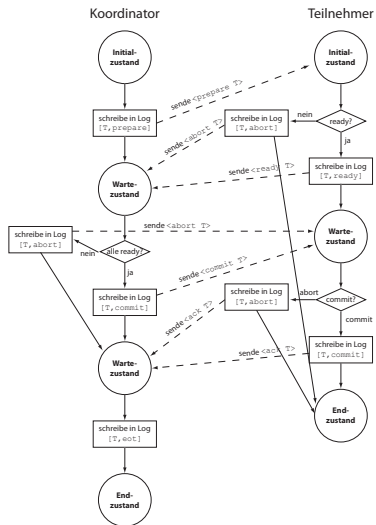 Koordinator
Teilnehmer
Initial-
zustand
Initial-
zustand
sende <prepare T>
schreibe in Log
[T,prepare]
schreibe in Log
[T,abort]
nein
ready?
ja
sende <abort T>
sende <ready T>
schreibe in Log
[T,ready]
Warte-
zustand
sende <abort T>
Warte-
zustand
schreibe in Log
[T,abort]
nein
alle ready?
ja
sende <commit T>
schreibe in Log
[T,commit]
schreibe in Log
[T,abort]
abort
commit?
commit
sende <ack T>
schreibe in Log
[T,commit]
sende <ack T>
Warte-
zustand
End-
zustand
schreibe in Log
[T,eot]
End-
zustand